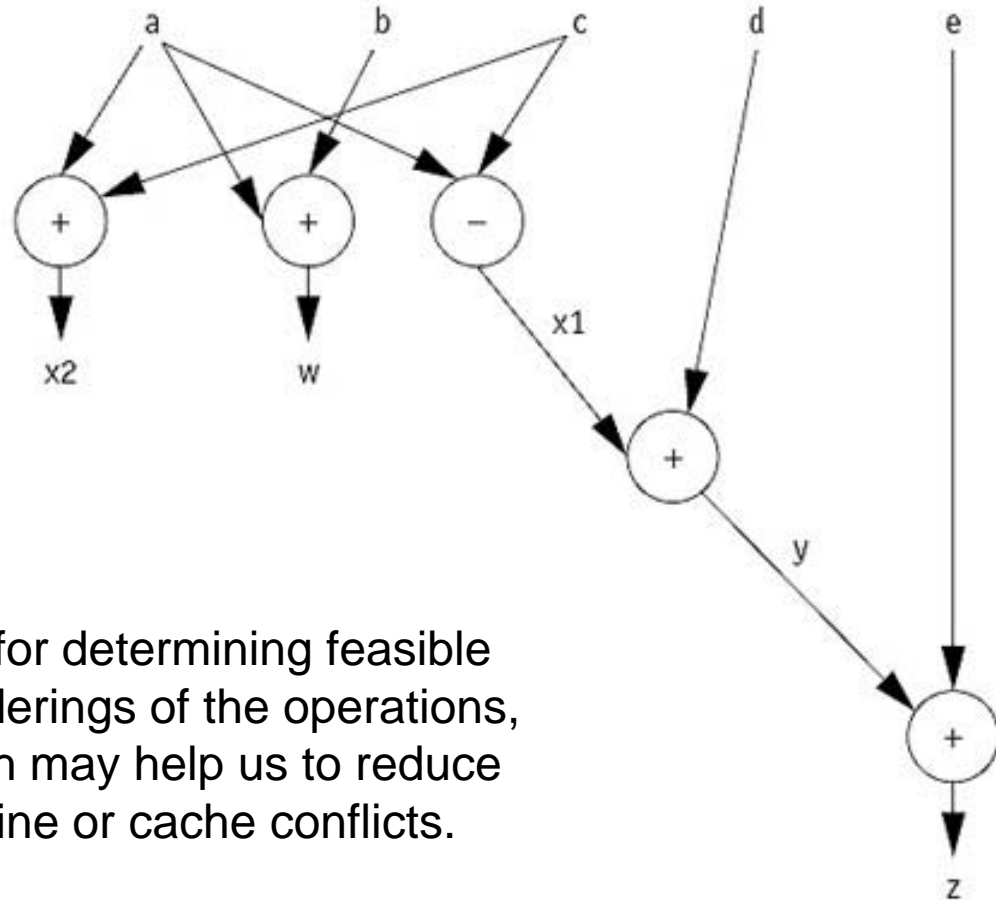 a b c d e
+ + −
x1
x2 w
+
y
for determining feasible
lerings of the operations,
n may help us to reduce
ine or cache conflicts.
+
z